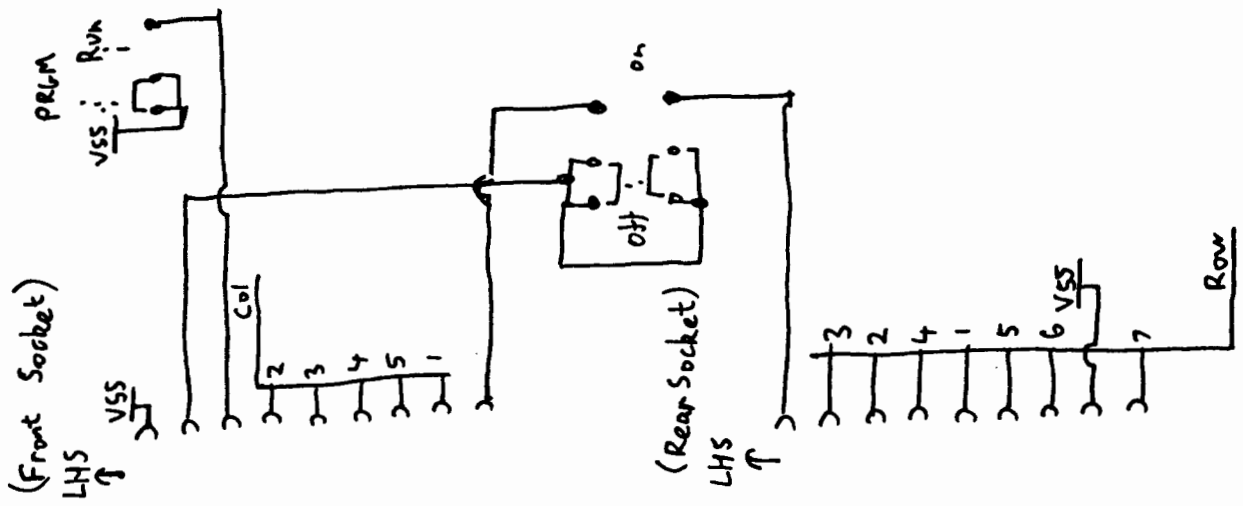 PRGM Run
VSS
on
Off
(Front Socket)
LHS
↑
VSS
Col
2 3 4 5 1
(Rear Socket)
LHS
↑
3 2 4 1 5 6 7
VSS
Row